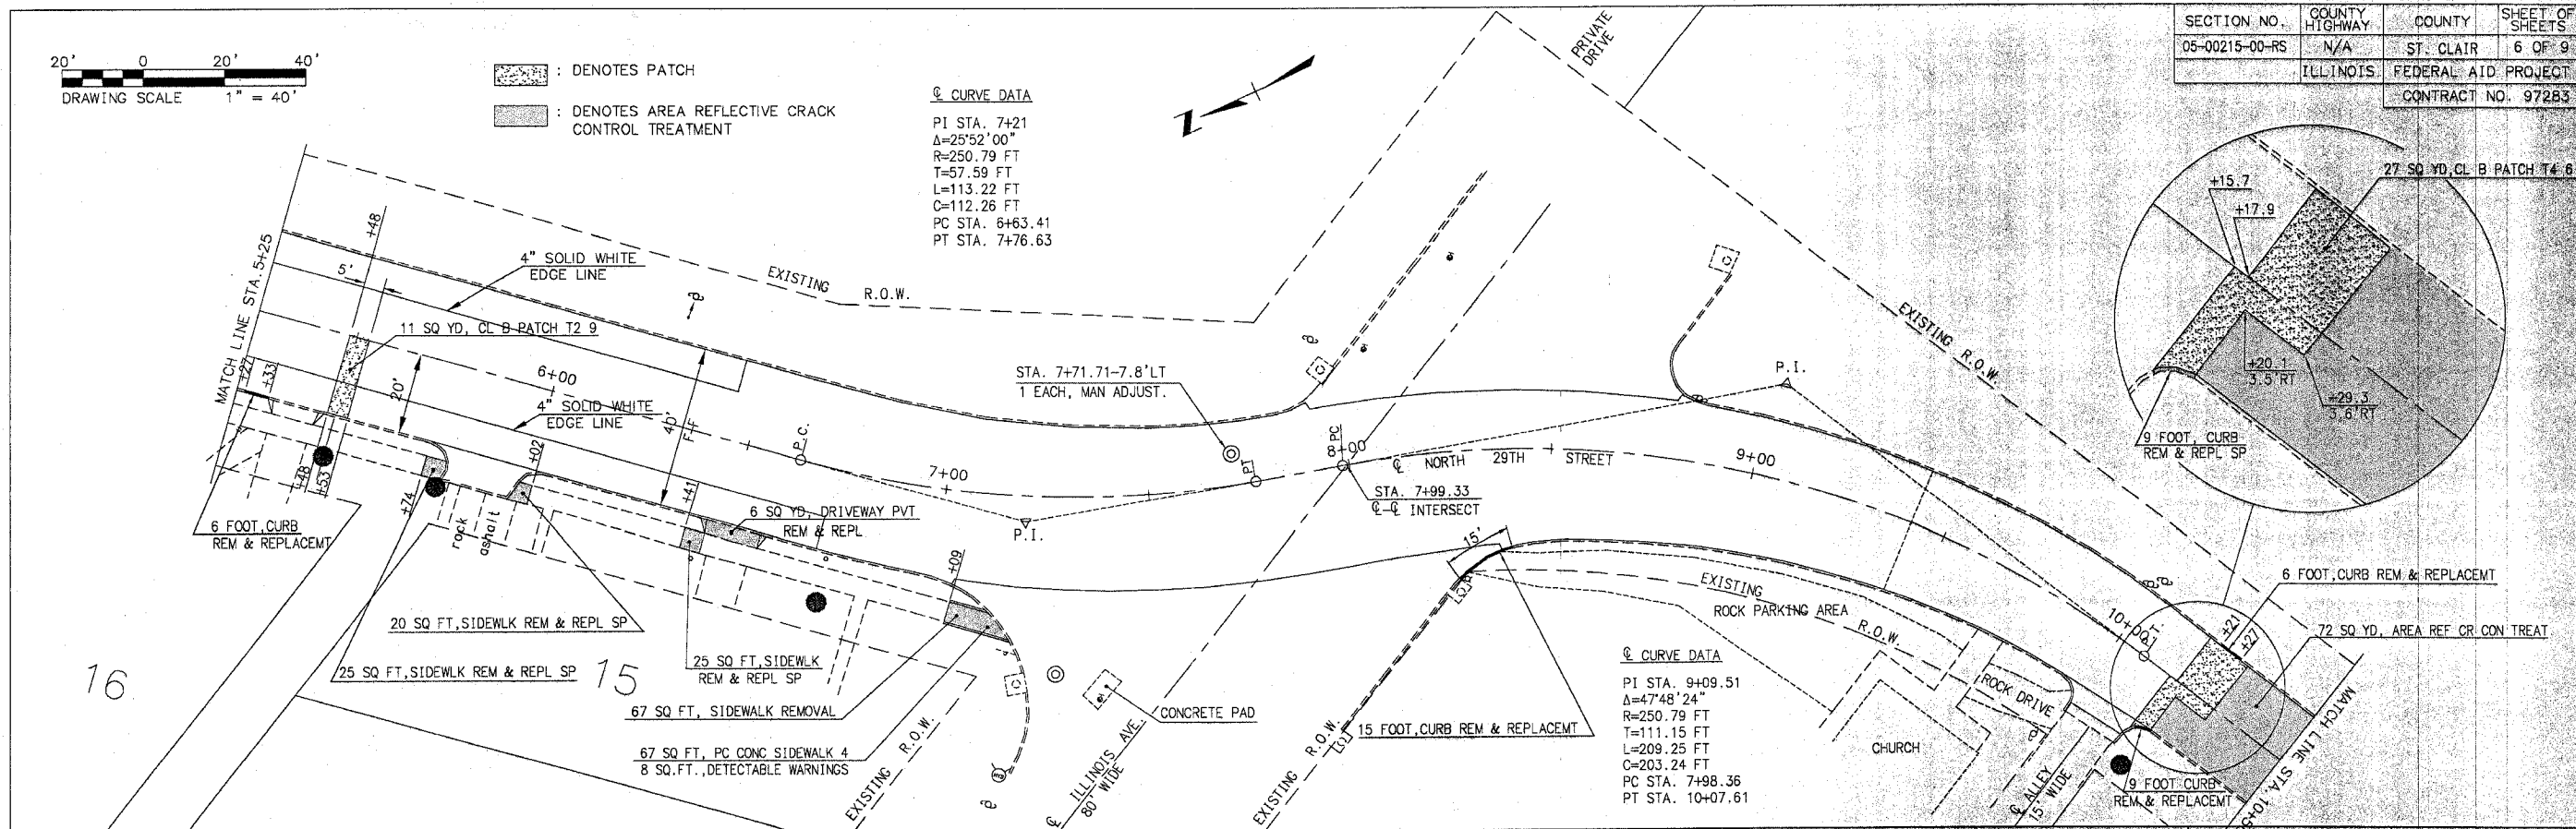 SECTION NO.
COUNTY HIGHWAY
COUNTY
SHEET OF SHEETS
05-00215-00-RS
N/A
ST. CLAIR
6 OF 9
ILLINOIS
FEDERAL AID PROJECT
CONTRACT NO. 97283
20' 0 20' 40'
DRAWING SCALE 1" = 40'
: DENOTES PATCH
: DENOTES AREA REFLECTIVE CRACK
CONTROL TREATMENT
℄ CURVE DATA
PI STA. 7+21
Δ=25°52'00"
R=250.79 FT
T=57.59 FT
L=113.22 FT
C=112.26 FT
PC STA. 6+63.41
PT STA. 7+76.63
Z
PRIVATE
DRIVE
27 SQ YD,CL B PATCH T4 6
+15.7
+17.9
+20.1
3.5'RT
+29.3
3.6'RT
9 FOOT, CURB
REM & REPL SP
MATCH LINE STA. 5+25
+48
5'
4" SOLID WHITE
EDGE LINE
EXISTING R.O.W.
11 SQ YD, CL B PATCH T2 9
+27
+33
20'
6+00
4" SOLID WHITE
EDGE LINE
40'
F-F
P.C.
STA. 7+71.71-7.8'LT
1 EACH, MAN ADJUST.
P.I.
EXISTING R.O.W.
7+00
PT
PC
8+00
℄ NORTH 29TH STREET
9+00
STA. 7+99.33
℄-℄ INTERSECT
P.I.
+48
+53
+74
+02
+41
+09
6 FOOT,CURB
REM & REPLACEMT
rock
ashalt
6 SQ YD, DRIVEWAY PVT
REM & REPL
15'
EXISTING
R.O.W.
ROCK PARKING AREA
10+00
P.T.
+21
+27
6 FOOT,CURB REM & REPLACEMT
72 SQ YD, AREA REF CR CON TREAT
20 SQ FT,SIDEWLK REM & REPL SP
25 SQ FT,SIDEWLK REM & REPL SP
16
15
25 SQ FT,SIDEWLK
REM & REPL SP
67 SQ FT, SIDEWALK REMOVAL
67 SQ FT, PC CONC SIDEWALK 4
8 SQ.FT.,DETECTABLE WARNINGS
EXISTING R.O.W.
CONCRETE PAD
℄ ILLINOIS AVE.
80' WIDE
EXISTING R.O.W.
15 FOOT,CURB REM & REPLACEMT
℄ CURVE DATA
PI STA. 9+09.51
Δ=47°48'24"
R=250.79 FT
T=111.15 FT
L=209.25 FT
C=203.24 FT
PC STA. 7+98.36
PT STA. 10+07.61
CHURCH
ROCK DRIVE
℄ ALLEY
15' WIDE
9 FOOT CURB
REM & REPLACEMT
MATCH LINE STA. 10+5